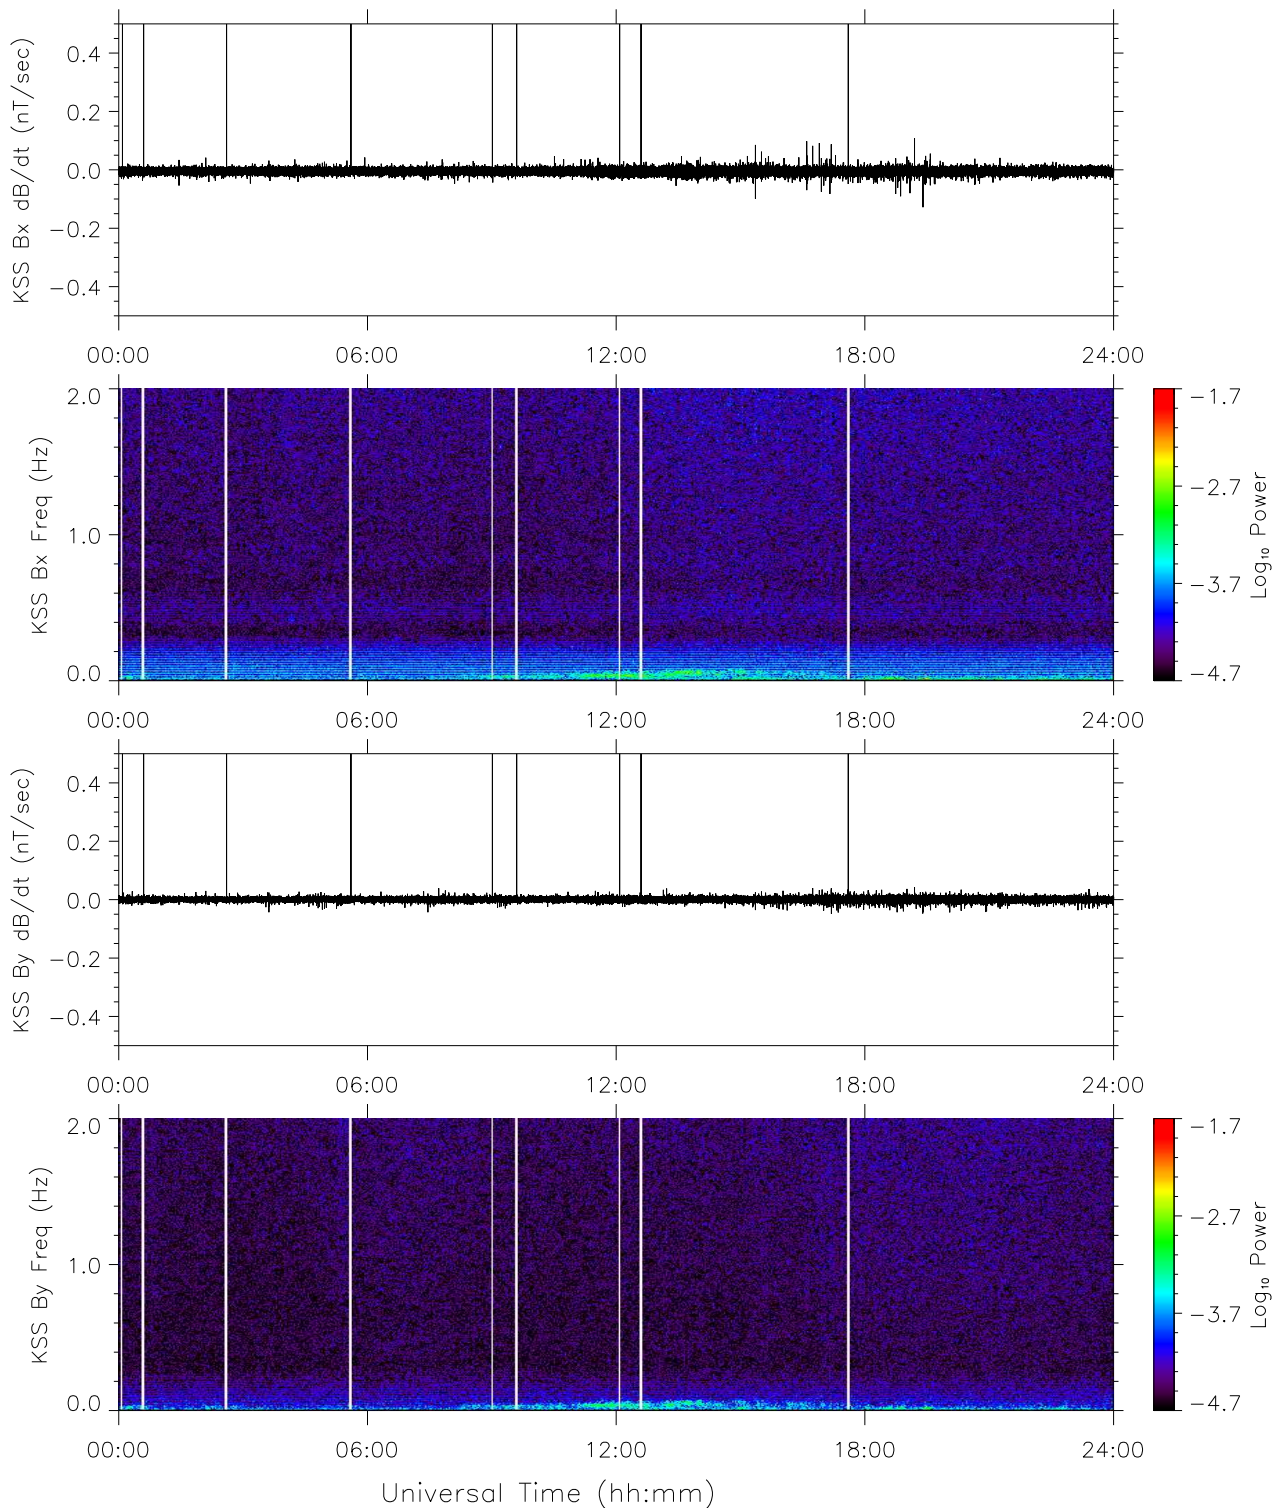 KSS Bx dB/dt (nT/sec)
0.4
0.2
0.0
−0.2
−0.4
00:00 06:00 12:00 18:00 24:00
KSS Bx Freq (Hz)
2.0
1.0
0.0
−1.7
−2.7
−3.7
−4.7
Log₁₀ Power
00:00 06:00 12:00 18:00 24:00
KSS By dB/dt (nT/sec)
0.4
0.2
0.0
−0.2
−0.4
00:00 06:00 12:00 18:00 24:00
KSS By Freq (Hz)
2.0
1.0
0.0
−1.7
−2.7
−3.7
−4.7
Log₁₀ Power
00:00 06:00 12:00 18:00 24:00
Universal Time (hh:mm)